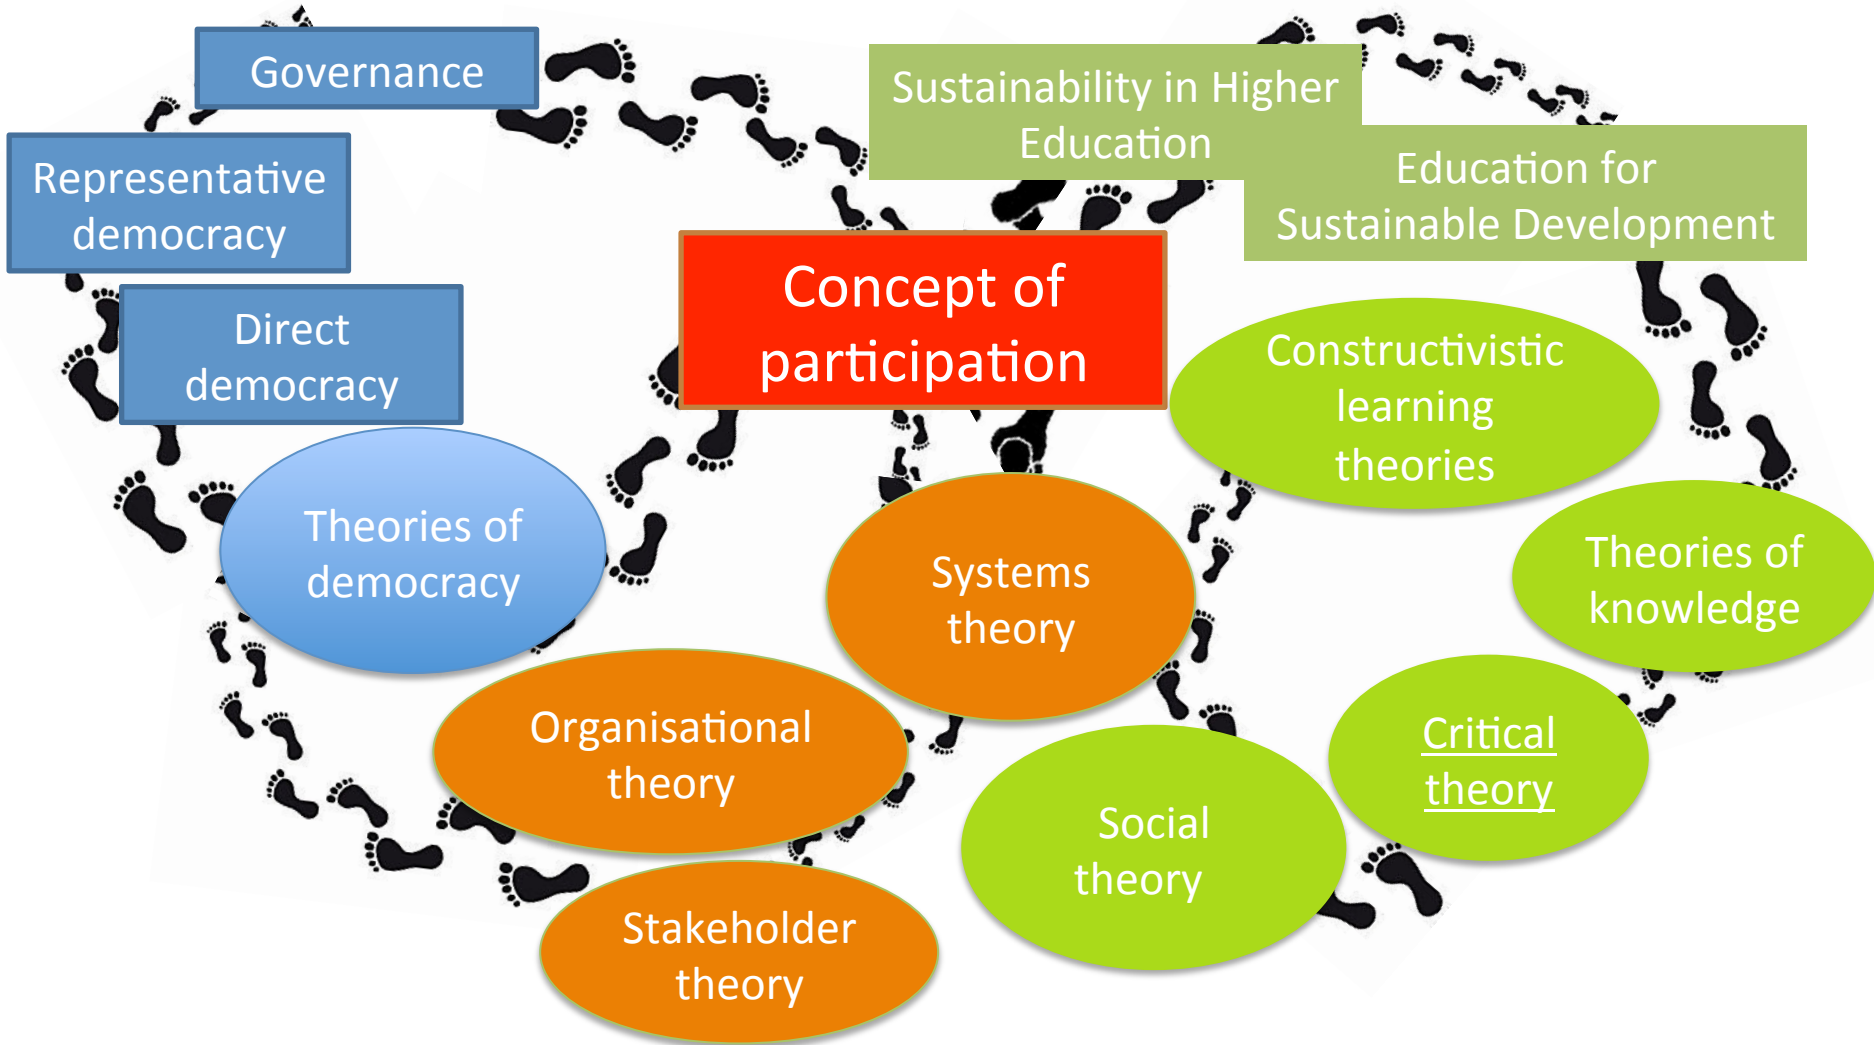 Governance
Sustainability in Higher
Education
Representative
democracy
Education for
Sustainable Development
Concept of
participation
Direct
democracy
Constructivistic
learning
theories
Theories of
democracy
Systems
theory
Theories of
knowledge
Organisational
theory
Critical
theory
Social
theory
Stakeholder
theory